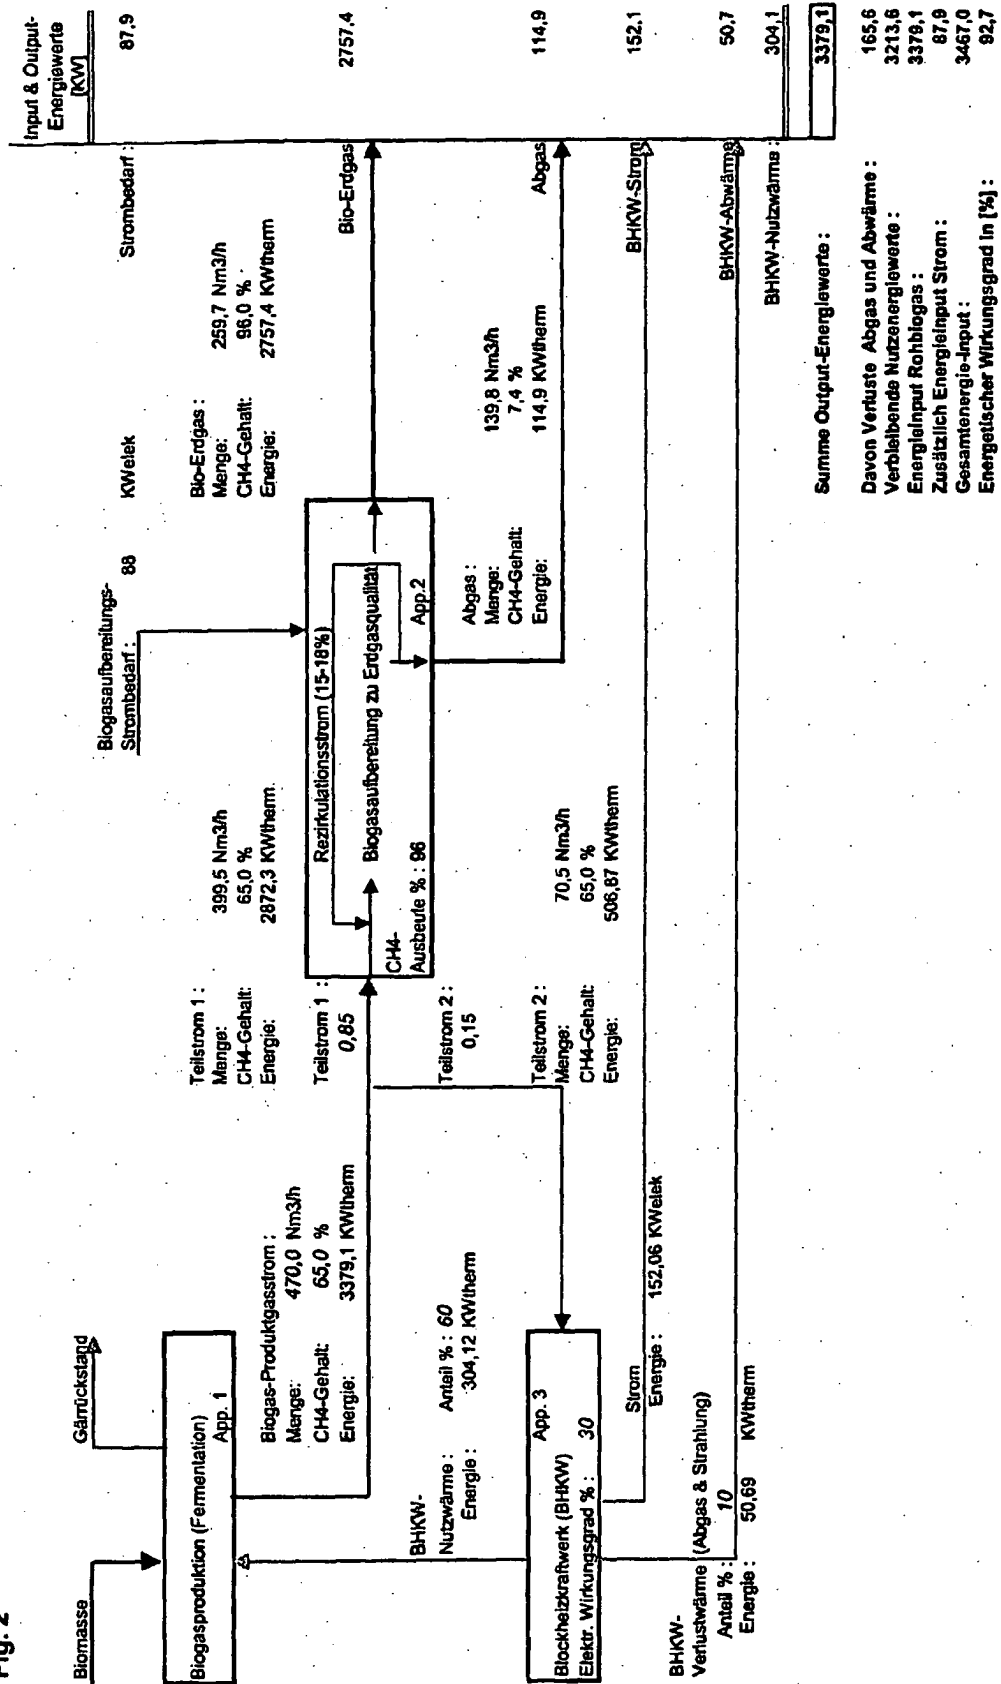 Fig. 2
Biomasse
Gärrückstand
Biogasproduktion (Fermentation)
App. 1
Biogas-Produktgasstrom :
Menge: 470,0 Nm3/h
CH4-Gehalt: 65,0 %
Energie: 3379,1 KWtherm
BHKW-
Nutzwärme : Anteil % : 60
Energie : 304,12 KWtherm
Blockheizkraftwerk (BHKW)
App. 3
Elektr. Wirkungsgrad % : 30
Strom
Energie : 152,06 KWelek
BHKW-
Verlustwärme (Abgas & Strahlung)
Anteil % : 10
Energie : 50,69 KWtherm
Teilstrom 1 :
Menge: 399,5 Nm3/h
CH4-Gehalt: 65,0 %
Energie: 2872,3 KWtherm
Teilstrom 1 :
0,85
Teilstrom 2 :
0,15
Teilstrom 2 :
Menge: 70,5 Nm3/h
CH4-Gehalt: 65,0 %
Energie: 506,87 KWtherm
Biogasaufbereitungs-
Strombedarf : 88 KWelek
Rezirkulationsstrom (15-18%)
Biogasaufbereitung zu Erdgasqualität
CH4-
Ausbeute % : 96
App.2
Bio-Erdgas :
Menge: 259,7 Nm3/h
CH4-Gehalt: 96,0 %
Energie: 2757,4 KWtherm
Abgas :
Menge: 139,8 Nm3/h
CH4-Gehalt: 7,4 %
Energie: 114,9 KWtherm
Input & Output-
Energiewerte
[KW]
Strombedarf : 87,9
Bio-Erdgas 2757,4
Abgas 114,9
BHKW-Strom 152,1
BHKW-Abwärme 50,7
BHKW-Nutzwärme : 304,1
Summe Output-Energiewerte : 3379,1
Davon Verluste Abgas und Abwärme : 165,6
Verbleibende Nutzenergiewerte : 3213,6
Energieinput Rohbiogas : 3379,1
Zusätzlich Energieinput Strom : 87,9
Gesamtenergie-Input : 3467,0
Energetischer Wirkungsgrad in [%] : 92,7